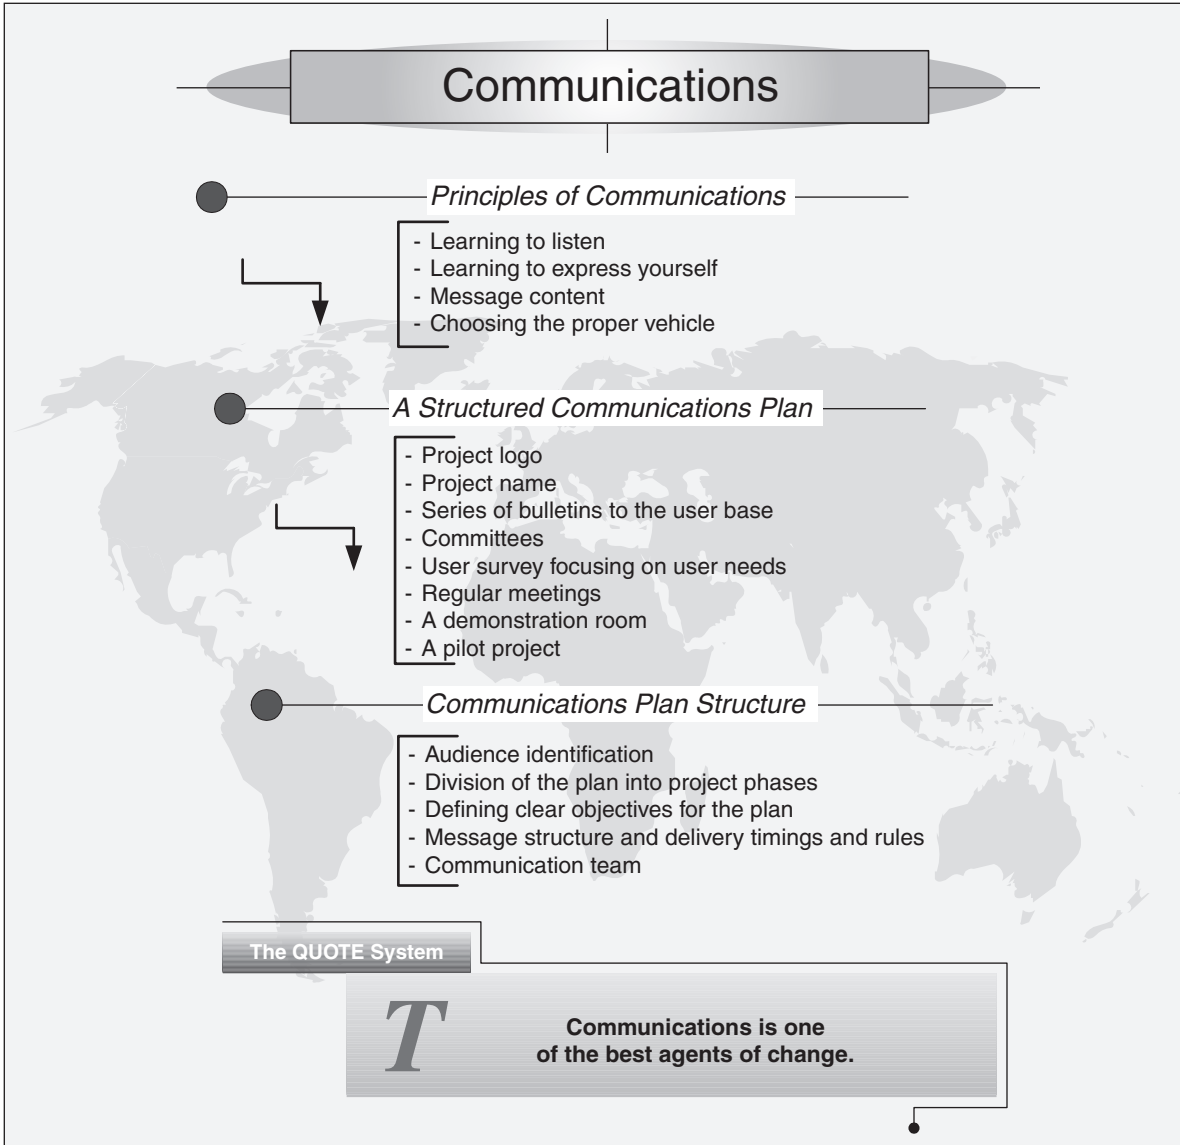 Communications
Principles of Communications
- Learning to listen
- Learning to express yourself
- Message content
- Choosing the proper vehicle
A Structured Communications Plan
- Project logo
- Project name
- Series of bulletins to the user base
- Committees
- User survey focusing on user needs
- Regular meetings
- A demonstration room
- A pilot project
Communications Plan Structure
- Audience identification
- Division of the plan into project phases
- Defining clear objectives for the plan
- Message structure and delivery timings and rules
- Communication team
The QUOTE System
T
Communications is one
of the best agents of change.